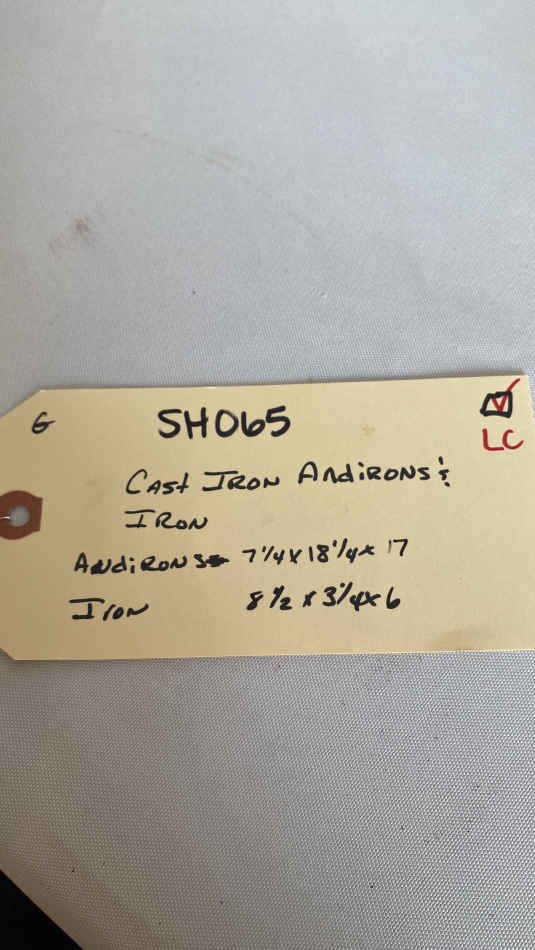 G SH065
LC
CAST IRON ANDIRONS &
IRON
ANDIRONS- 7 1/4 X 18 1/4 X 17
IRON 8 1/2 X 3 1/4 X 6